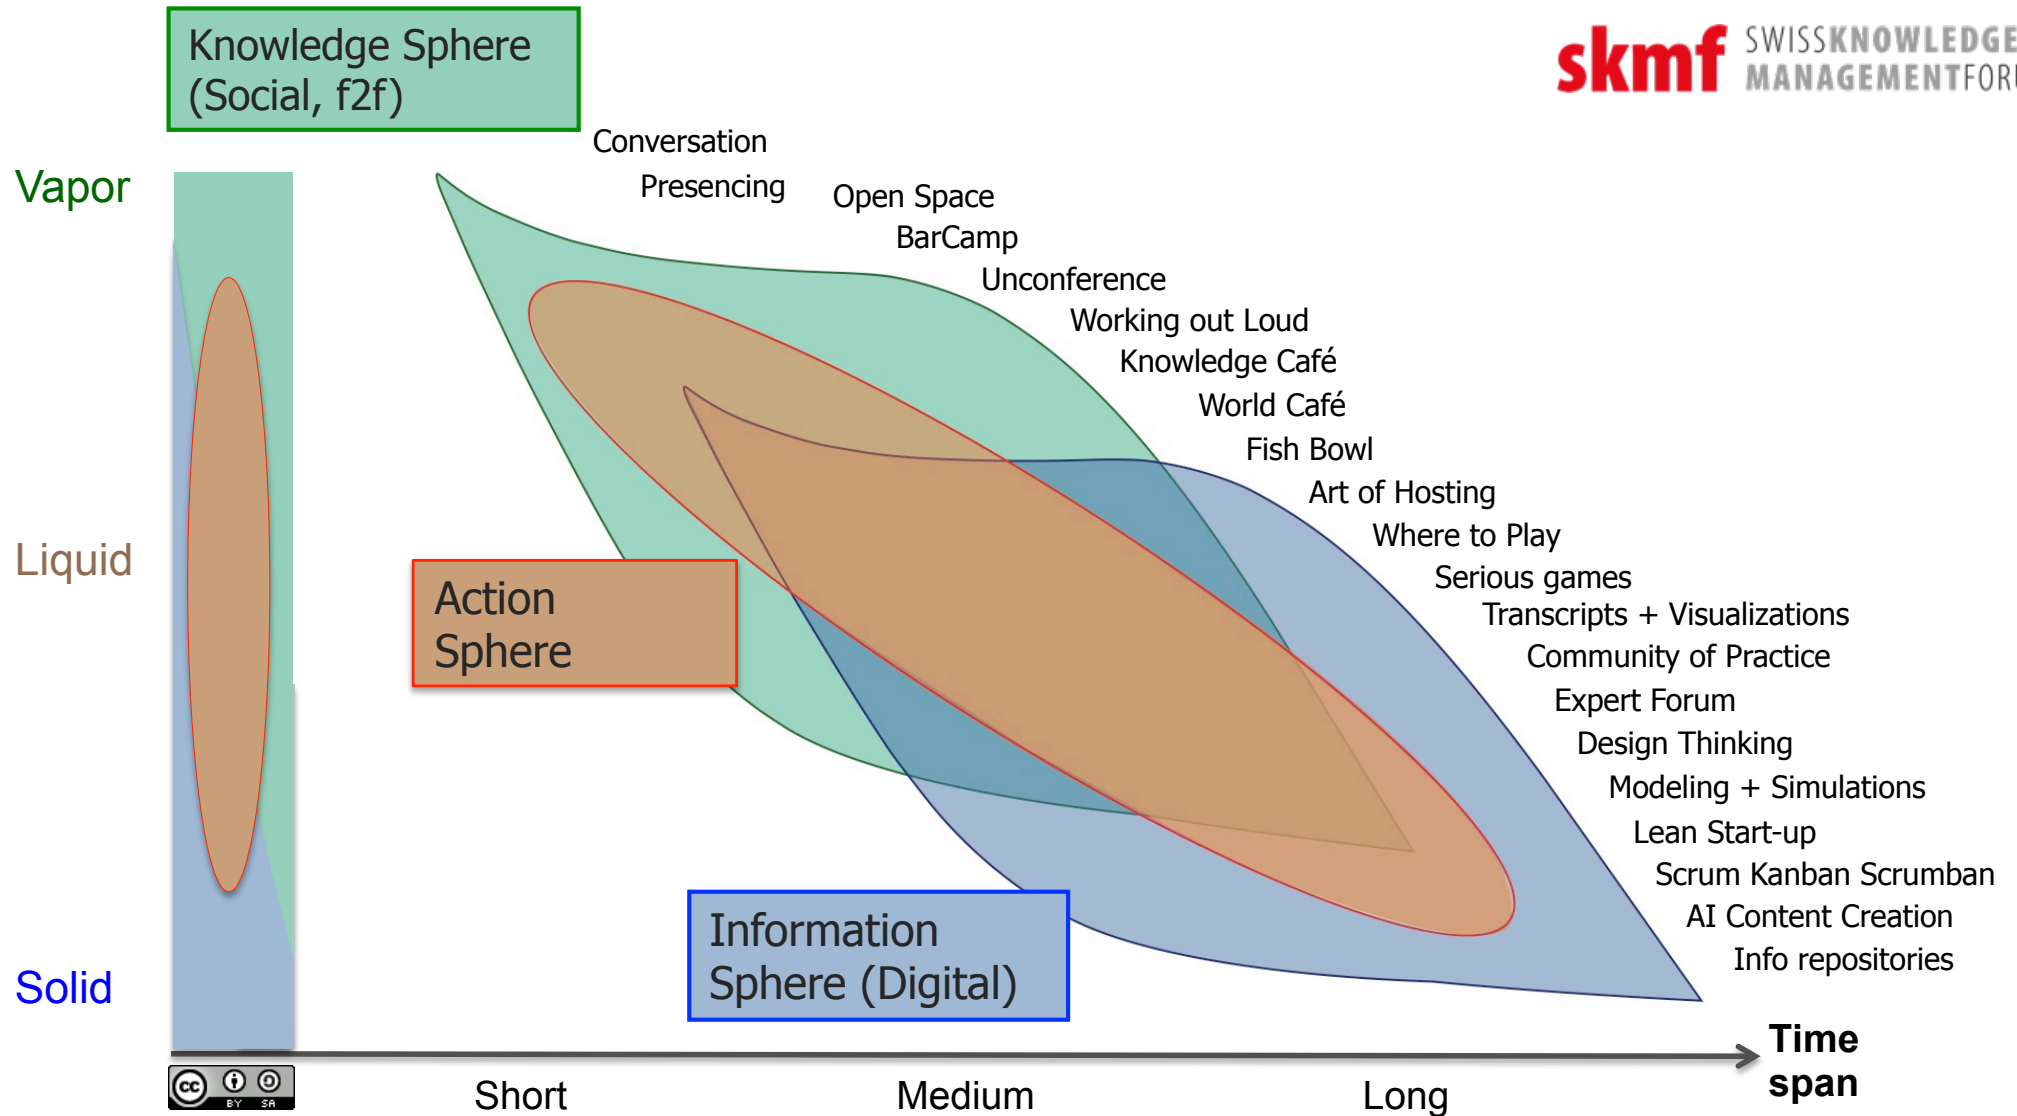 Knowledge Sphere
(Social, f2f)
skmf
SWISSKNOWLEDGE
MANAGEMENTFORU
Vapor
Liquid
Solid
Conversation
Presencing
Open Space
BarCamp
Unconference
Working out Loud
Knowledge Café
World Café
Fish Bowl
Art of Hosting
Where to Play
Serious games
Transcripts + Visualizations
Community of Practice
Expert Forum
Design Thinking
Modeling + Simulations
Lean Start-up
Scrum Kanban Scrumban
AI Content Creation
Info repositories
Action
Sphere
Information
Sphere (Digital)
Time
span
cc
BY SA
Short
Medium
Long